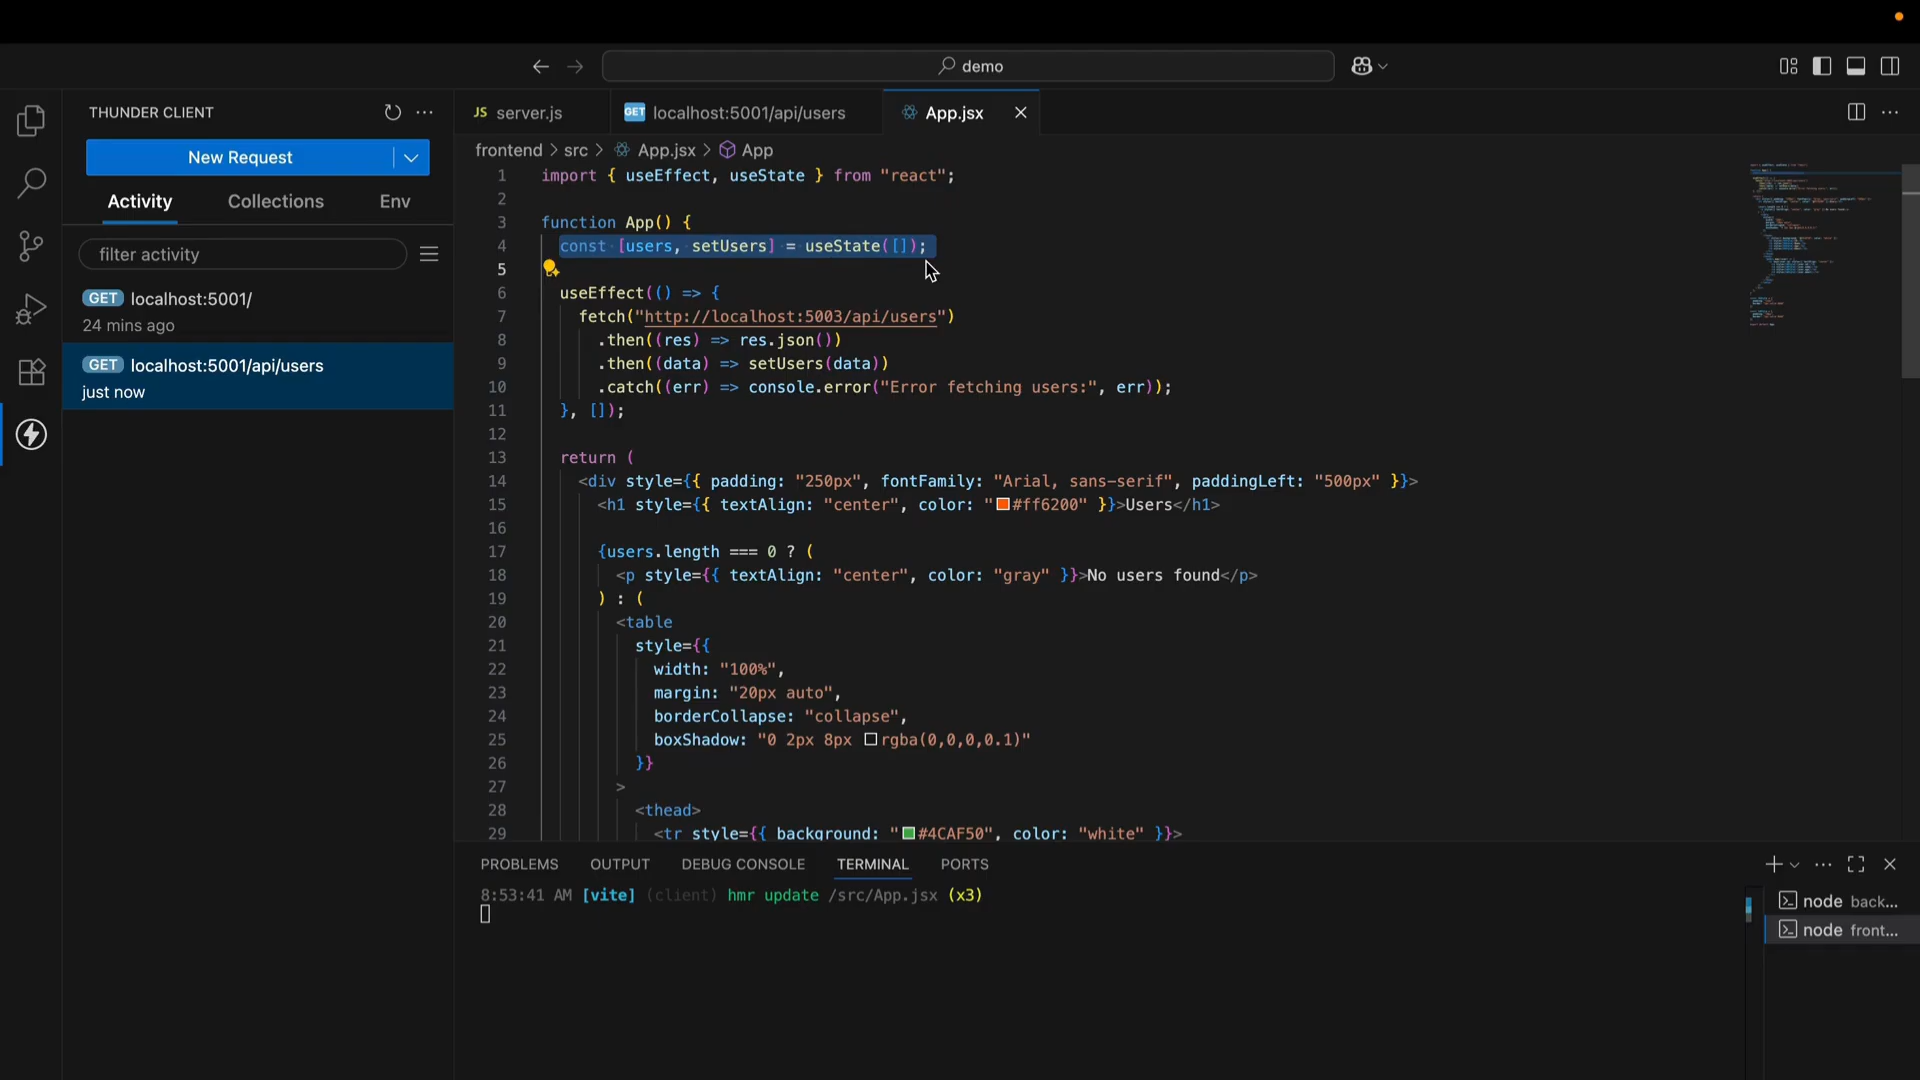 demo
THUNDER CLIENT
New Request
Activity Collections Env
filter activity
GET localhost:5001/
24 mins ago
GET localhost:5001/api/users
just now
JS server.js
GET localhost:5001/api/users
App.jsx
frontend > src > App.jsx > App
1 import { useEffect, useState } from "react";
2
3 function App() {
4 const [users, setUsers] = useState([]);
5
6 useEffect(() => {
7 fetch("http://localhost:5003/api/users")
8 .then((res) => res.json())
9 .then((data) => setUsers(data))
10 .catch((err) => console.error("Error fetching users:", err));
11 }, []);
12
13 return (
14 <div style={{ padding: "250px", fontFamily: "Arial, sans-serif", paddingLeft: "500px" }}>
15 <h1 style={{ textAlign: "center", color: "#ff6200" }}>Users</h1>
16
17 {users.length === 0 ? (
18 <p style={{ textAlign: "center", color: "gray" }}>No users found</p>
19 ) : (
20 <table
21 style={{
22 width: "100%",
23 margin: "20px auto",
24 borderCollapse: "collapse",
25 boxShadow: "0 2px 8px rgba(0,0,0,0.1)"
26 }}
27 >
28 <thead>
29 <tr style={{ background: "#4CAF50", color: "white" }}>
PROBLEMS OUTPUT DEBUG CONSOLE TERMINAL PORTS
8:53:41 AM [vite] (client) hmr update /src/App.jsx (x3)
node back...
node front...